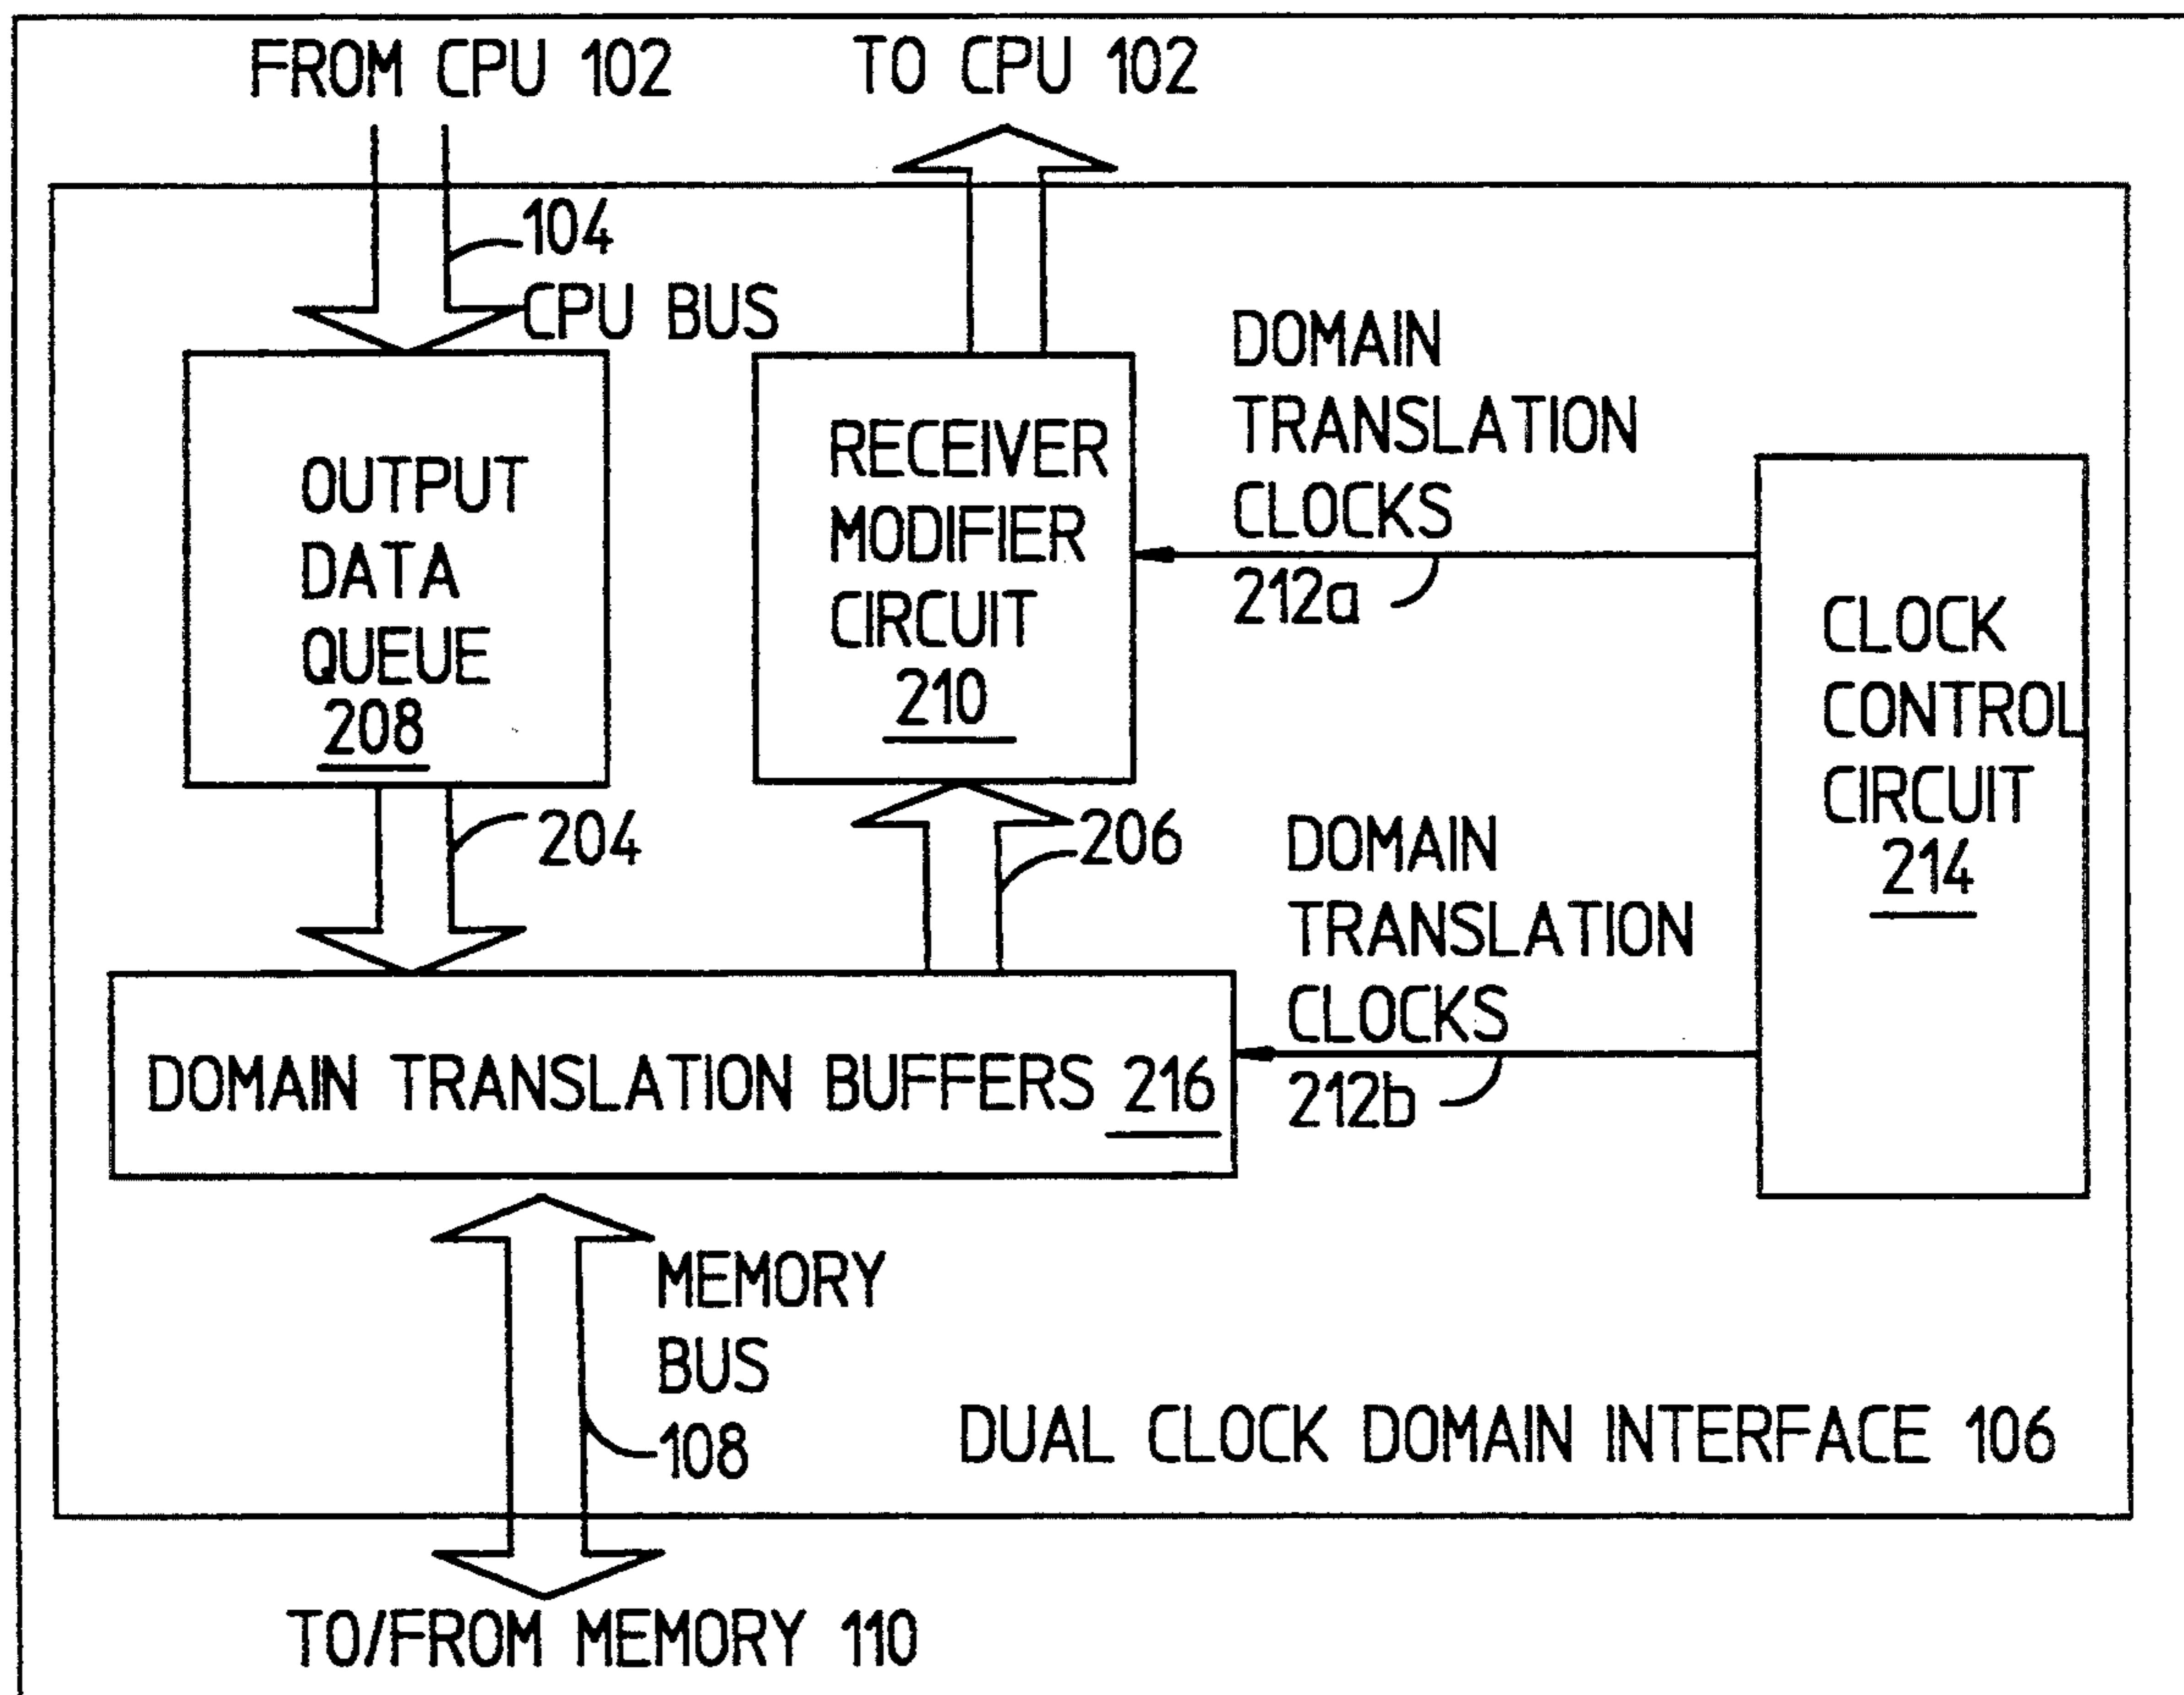 FROM CPU 102
TO CPU 102
104
CPU BUS
OUTPUT
DATA
QUEUE
208
RECEIVER
MODIFIER
CIRCUIT
210
DOMAIN
TRANSLATION
CLOCKS
212a
CLOCK
CONTROL
CIRCUIT
214
204
206
DOMAIN
TRANSLATION
CLOCKS
212b
DOMAIN TRANSLATION BUFFERS 216
MEMORY
BUS
108
DUAL CLOCK DOMAIN INTERFACE 106
TO/FROM MEMORY 110